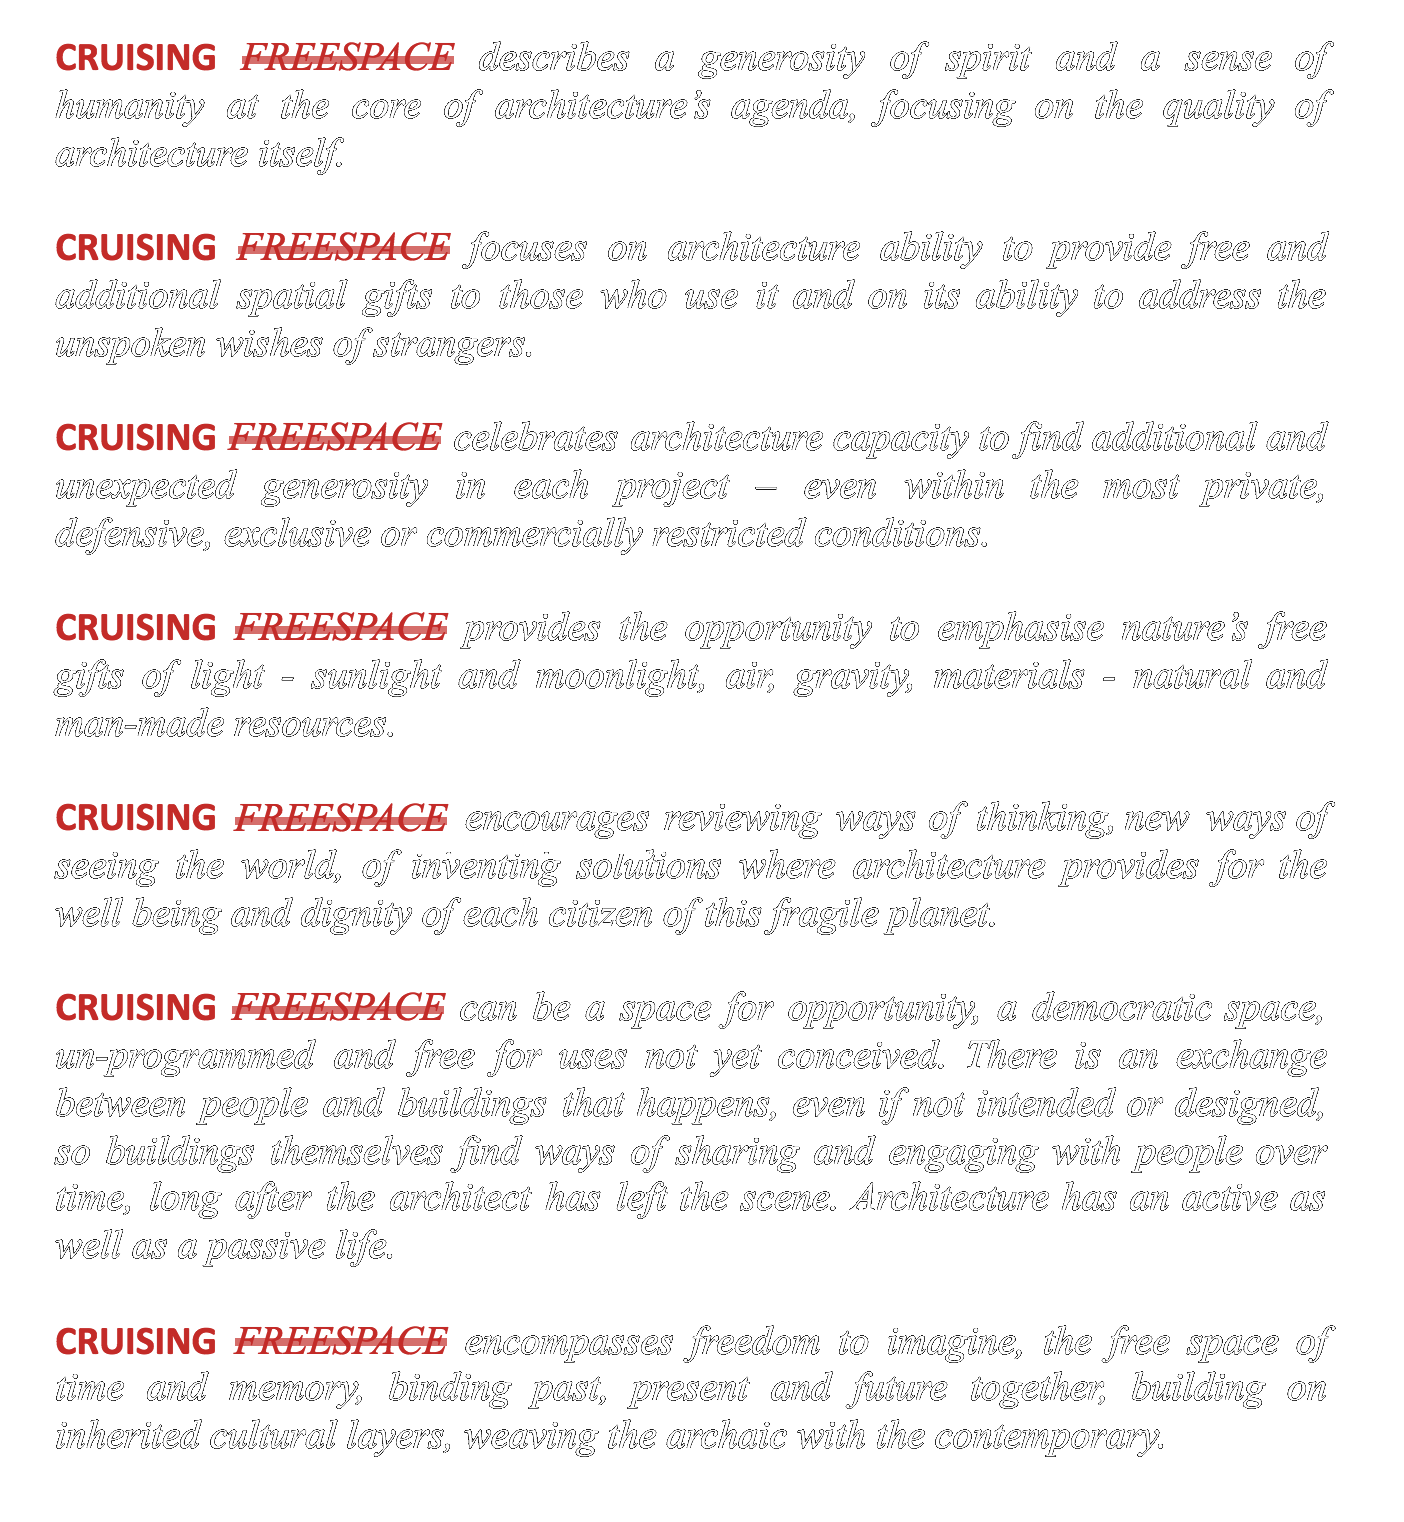 CRUISING FREESPACE describes a generosity of spirit and a sense of
humanity at the core of architecture’s agenda, focusing on the quality of
architecture itself.
CRUISING FREESPACE focuses on architecture ability to provide free and
additional spatial gifts to those who use it and on its ability to address the
unspoken wishes of strangers.
CRUISING FREESPACE celebrates architecture capacity to find additional and
unexpected generosity in each project – even within the most private,
defensive, exclusive or commercially restricted conditions.
CRUISING FREESPACE provides the opportunity to emphasise nature’s free
gifts of light - sunlight and moonlight, air, gravity, materials - natural and
man-made resources.
CRUISING FREESPACE encourages reviewing ways of thinking, new ways of
seeing the world, of inventing solutions where architecture provides for the
well being and dignity of each citizen of this fragile planet.
CRUISING FREESPACE can be a space for opportunity, a democratic space,
un-programmed and free for uses not yet conceived. There is an exchange
between people and buildings that happens, even if not intended or designed,
so buildings themselves find ways of sharing and engaging with people over
time, long after the architect has left the scene. Architecture has an active as
well as a passive life.
CRUISING FREESPACE encompasses freedom to imagine, the free space of
time and memory, binding past, present and future together, building on
inherited cultural layers, weaving the archaic with the contemporary.